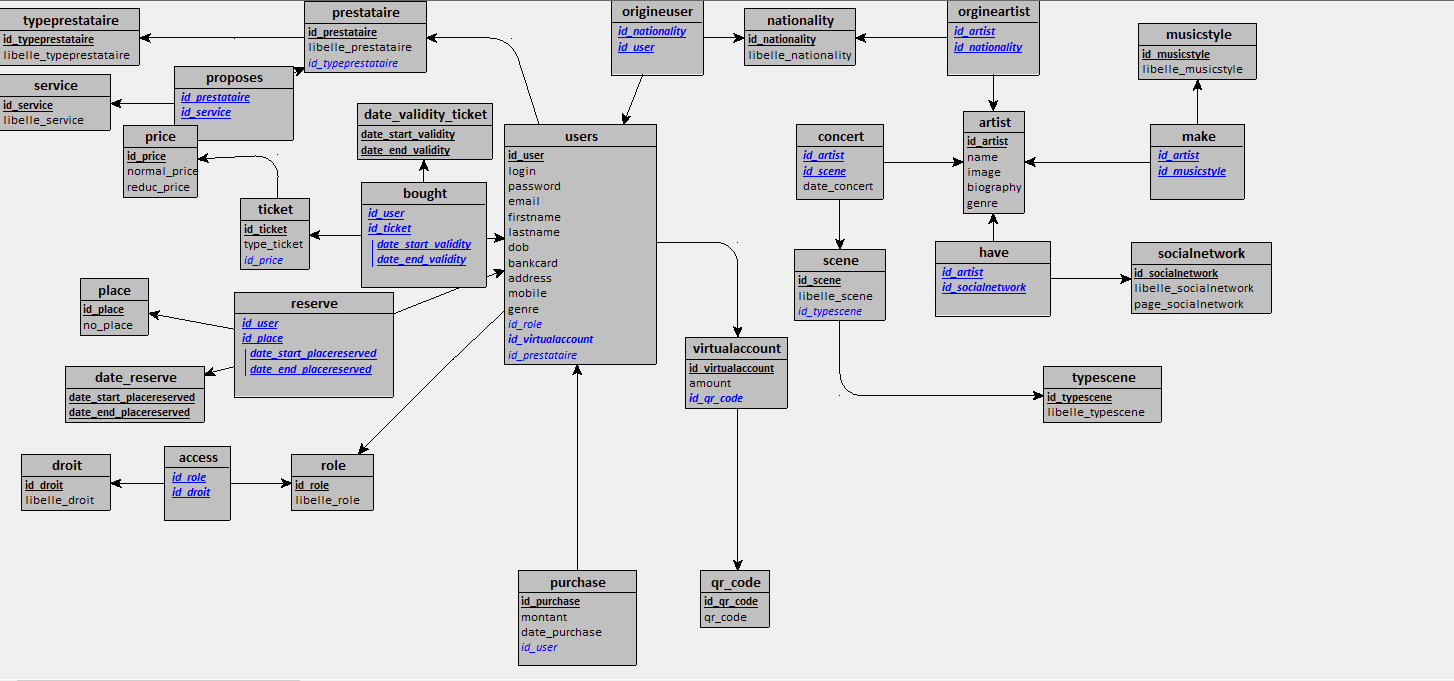 typeprestataire
id_typeprestataire
libelle_typeprestataire
prestataire
id_prestataire
libelle_prestataire
id_typeprestataire
origineuser
id_nationality
id_user
nationality
id_nationality
libelle_nationality
orgineartist
id_artist
id_nationality
musicstyle
id_musicstyle
libelle_musicstyle
service
id_service
libelle_service
proposes
id_prestataire
id_service
price
id_price
normal_price
reduc_price
date_validity_ticket
date_start_validity
date_end_validity
users
id_user
login
password
email
firstname
lastname
dob
bankcard
address
mobile
genre
id_role
id_virtualaccount
id_prestataire
concert
id_artist
id_scene
date_concert
artist
id_artist
name
image
biography
genre
make
id_artist
id_musicstyle
ticket
id_ticket
type_ticket
id_price
bought
id_user
id_ticket
date_start_validity
date_end_validity
scene
id_scene
libelle_scene
id_typescene
have
id_artist
id_socialnetwork
socialnetwork
id_socialnetwork
libelle_socialnetwork
page_socialnetwork
place
id_place
no_place
reserve
id_user
id_place
date_start_placereserved
date_end_placereserved
date_reserve
date_start_placereserved
date_end_placereserved
virtualaccount
id_virtualaccount
amount
id_qr_code
typescene
id_typescene
libelle_typescene
droit
id_droit
libelle_droit
access
id_role
id_droit
role
id_role
libelle_role
purchase
id_purchase
montant
date_purchase
id_user
qr_code
id_qr_code
qr_code